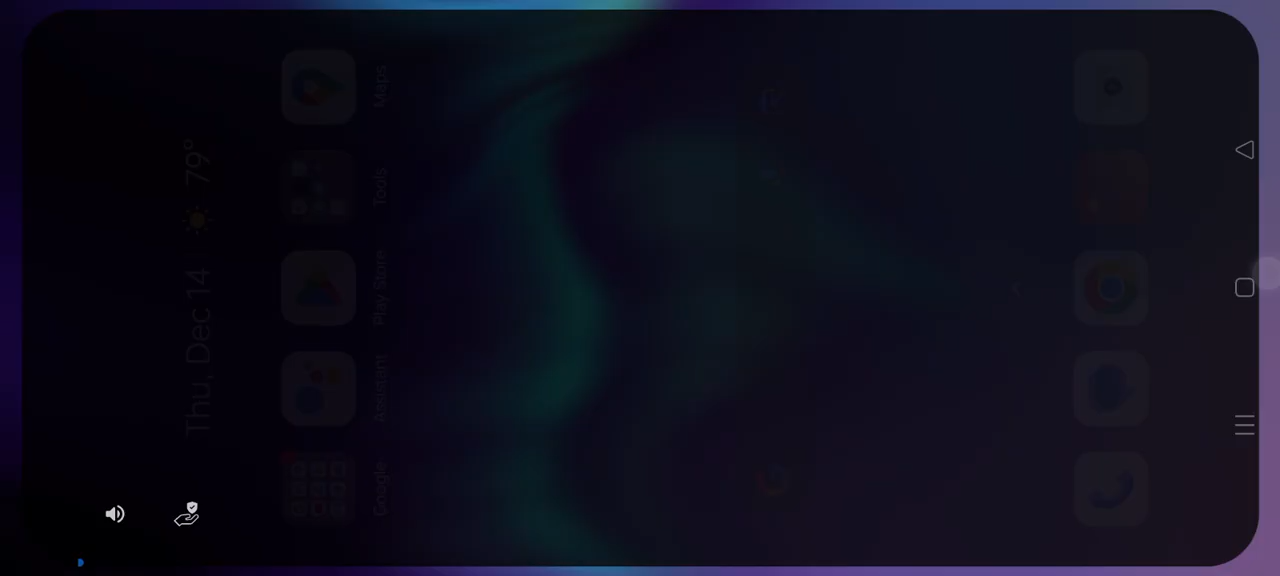 Thu, Dec 14 79°
Maps
Tools
Play Store
Assistant
Google